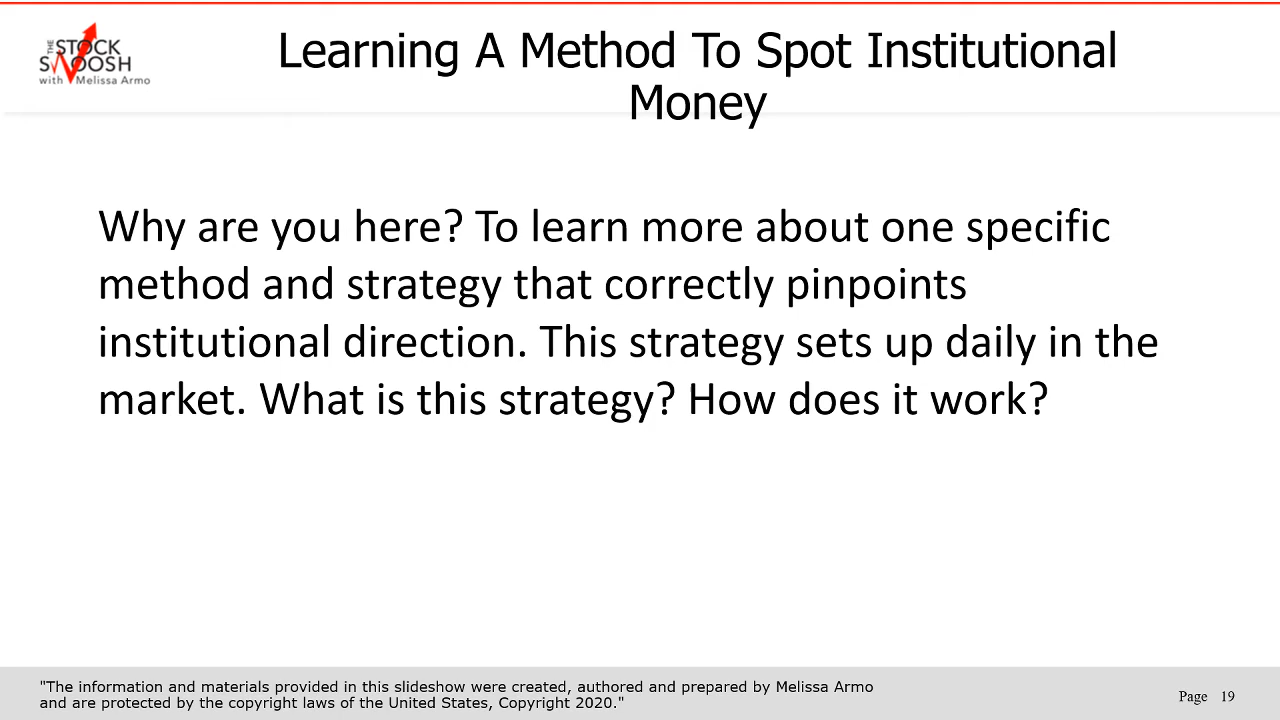 THE
STOCK
SWOOSH
with Melissa Armo
Learning A Method To Spot Institutional
Money
Why are you here? To learn more about one specific
method and strategy that correctly pinpoints
institutional direction. This strategy sets up daily in the
market. What is this strategy? How does it work?
"The information and materials provided in this slideshow were created, authored and prepared by Melissa Armo
and are protected by the copyright laws of the United States, Copyright 2020."
Page 19